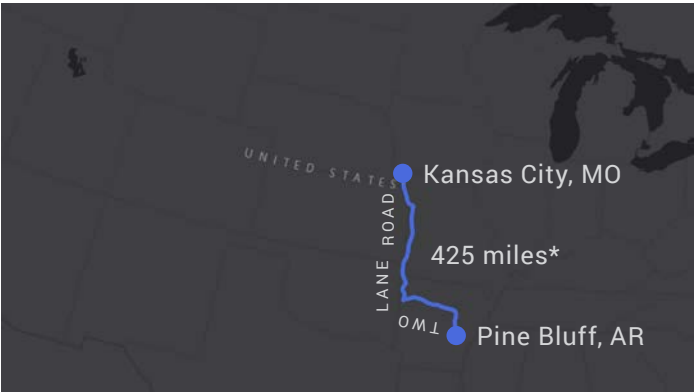 UNITED STATES
Kansas City, MO
425 miles*
TWO LANE ROAD
Pine Bluff, AR